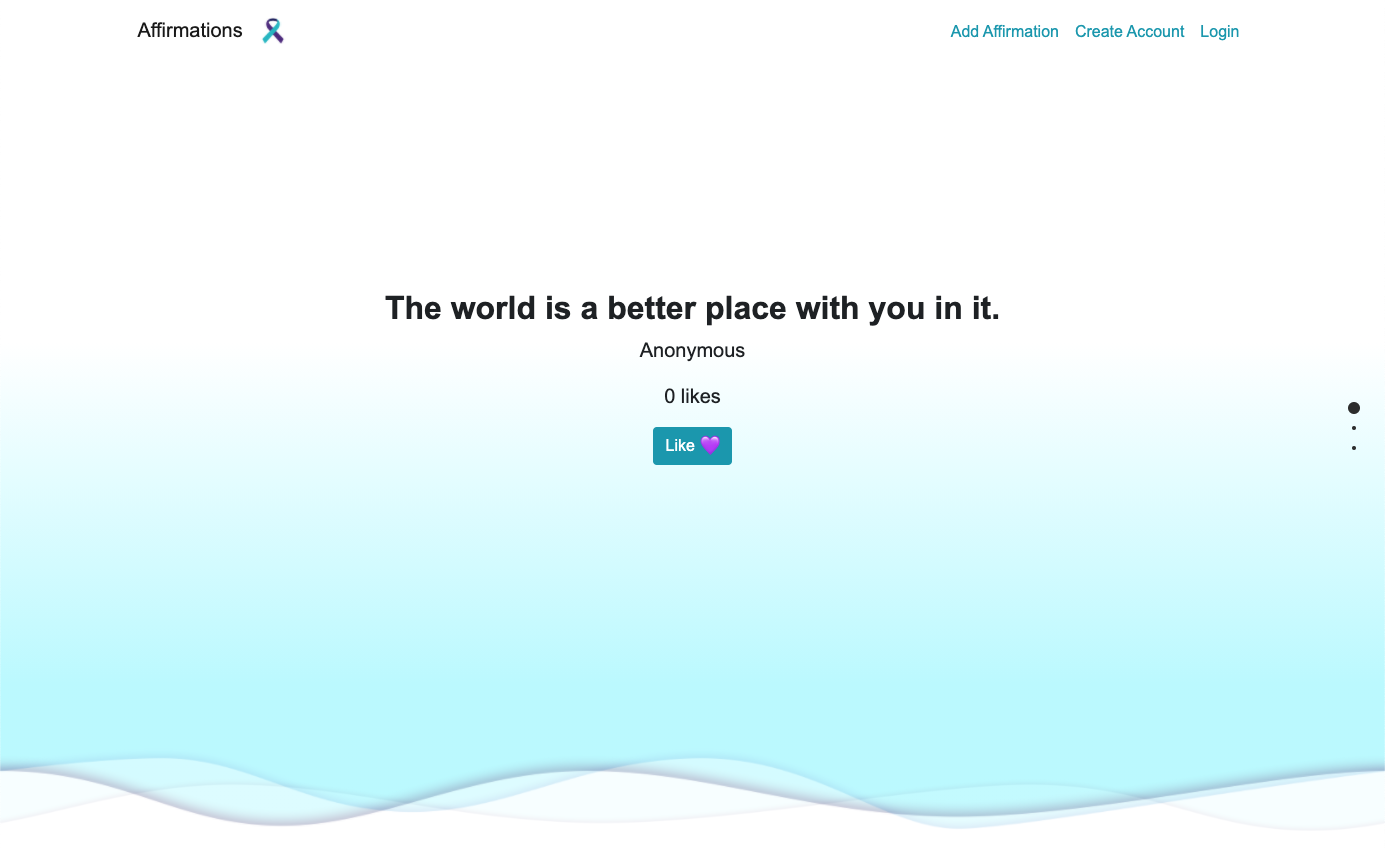 Affirmations
Add Affirmation Create Account Login
The world is a better place with you in it.
Anonymous
0 likes
Like 💜